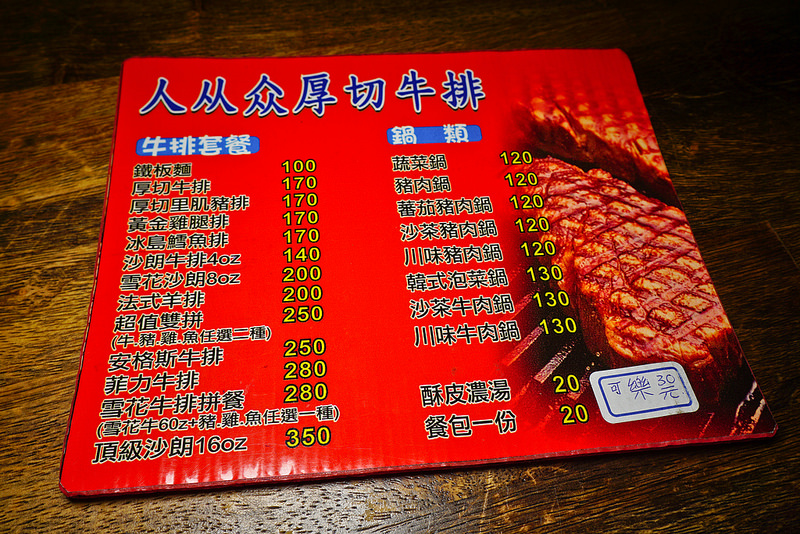 人从众厚切牛排
牛排套餐
鐵板麵 100
厚切牛排 170
厚切里肌豬排 170
黃金雞腿排 170
冰島鱈魚排 170
沙朗牛排4oz 140
雪花沙朗8oz 200
法式羊排 200
超值雙拼 250
(牛.豬.雞.魚任選二種)
安格斯牛排 250
菲力牛排 280
雪花牛排拼餐 280
(雪花牛6oz+豬.雞.魚任選一種)
頂級沙朗16oz 350
鍋類
蔬菜鍋 120
豬肉鍋 120
蕃茄豬肉鍋 120
沙茶豬肉鍋 120
川味豬肉鍋 120
韓式泡菜鍋 130
沙茶牛肉鍋 130
川味牛肉鍋 130
酥皮濃湯 20
餐包一份 20
可樂 30元